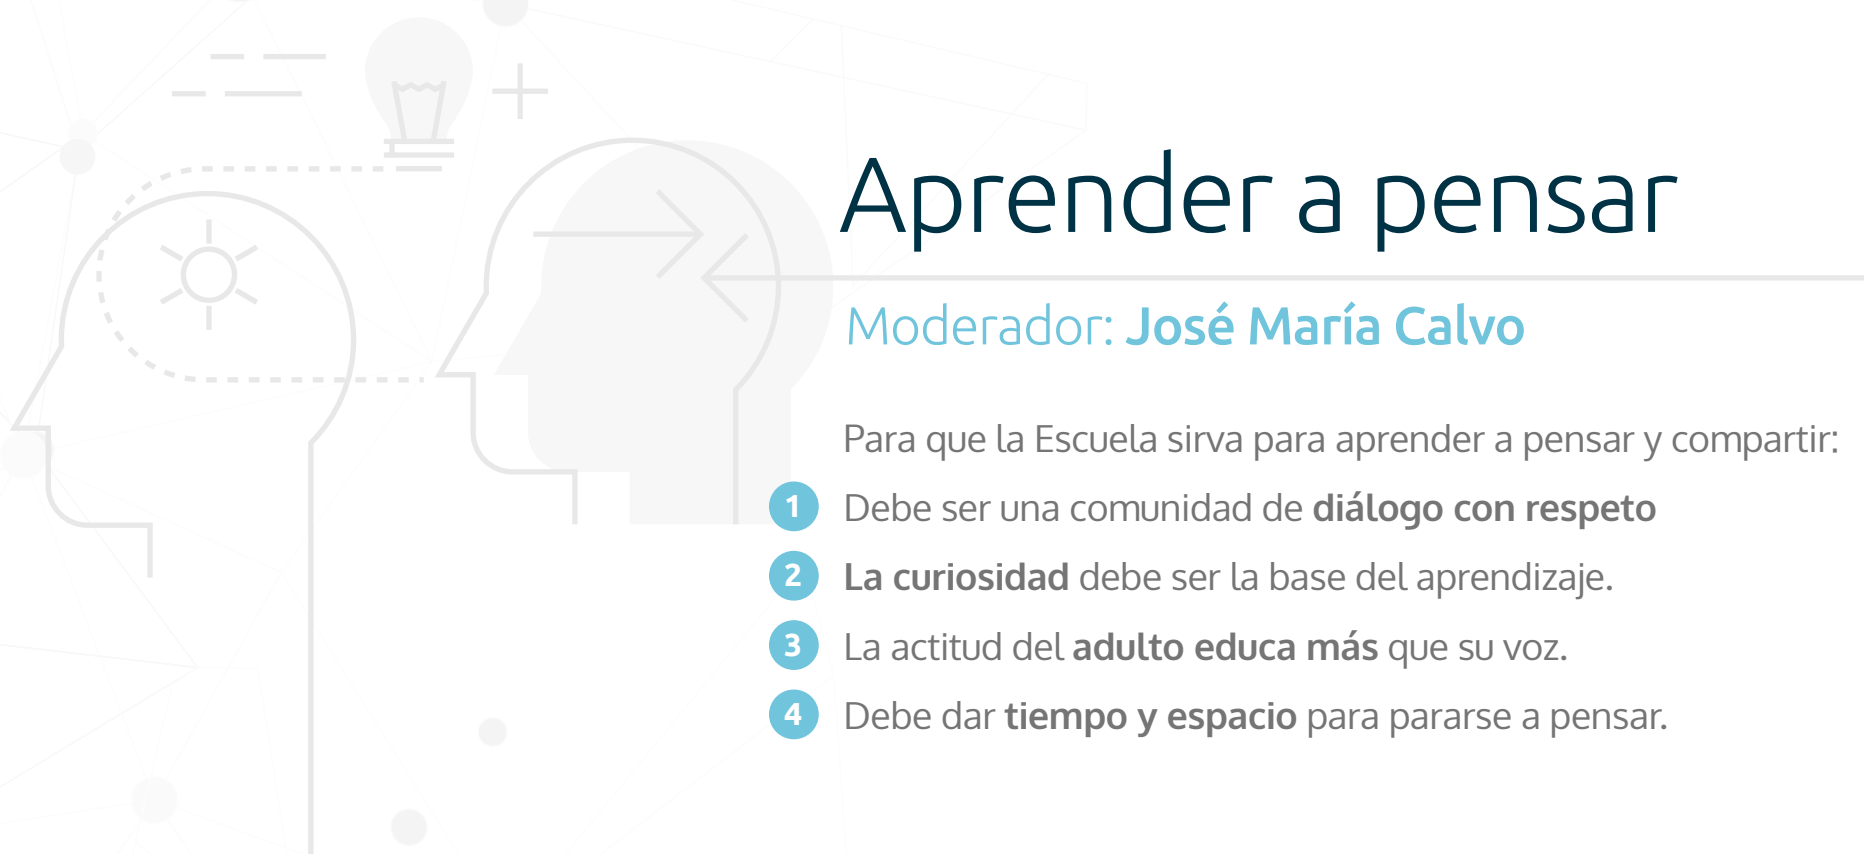 Aprender a pensar
Moderador: José María Calvo
Para que la Escuela sirva para aprender a pensar y compartir:
1 Debe ser una comunidad de diálogo con respeto
2 La curiosidad debe ser la base del aprendizaje.
3 La actitud del adulto educa más que su voz.
4 Debe dar tiempo y espacio para pararse a pensar.